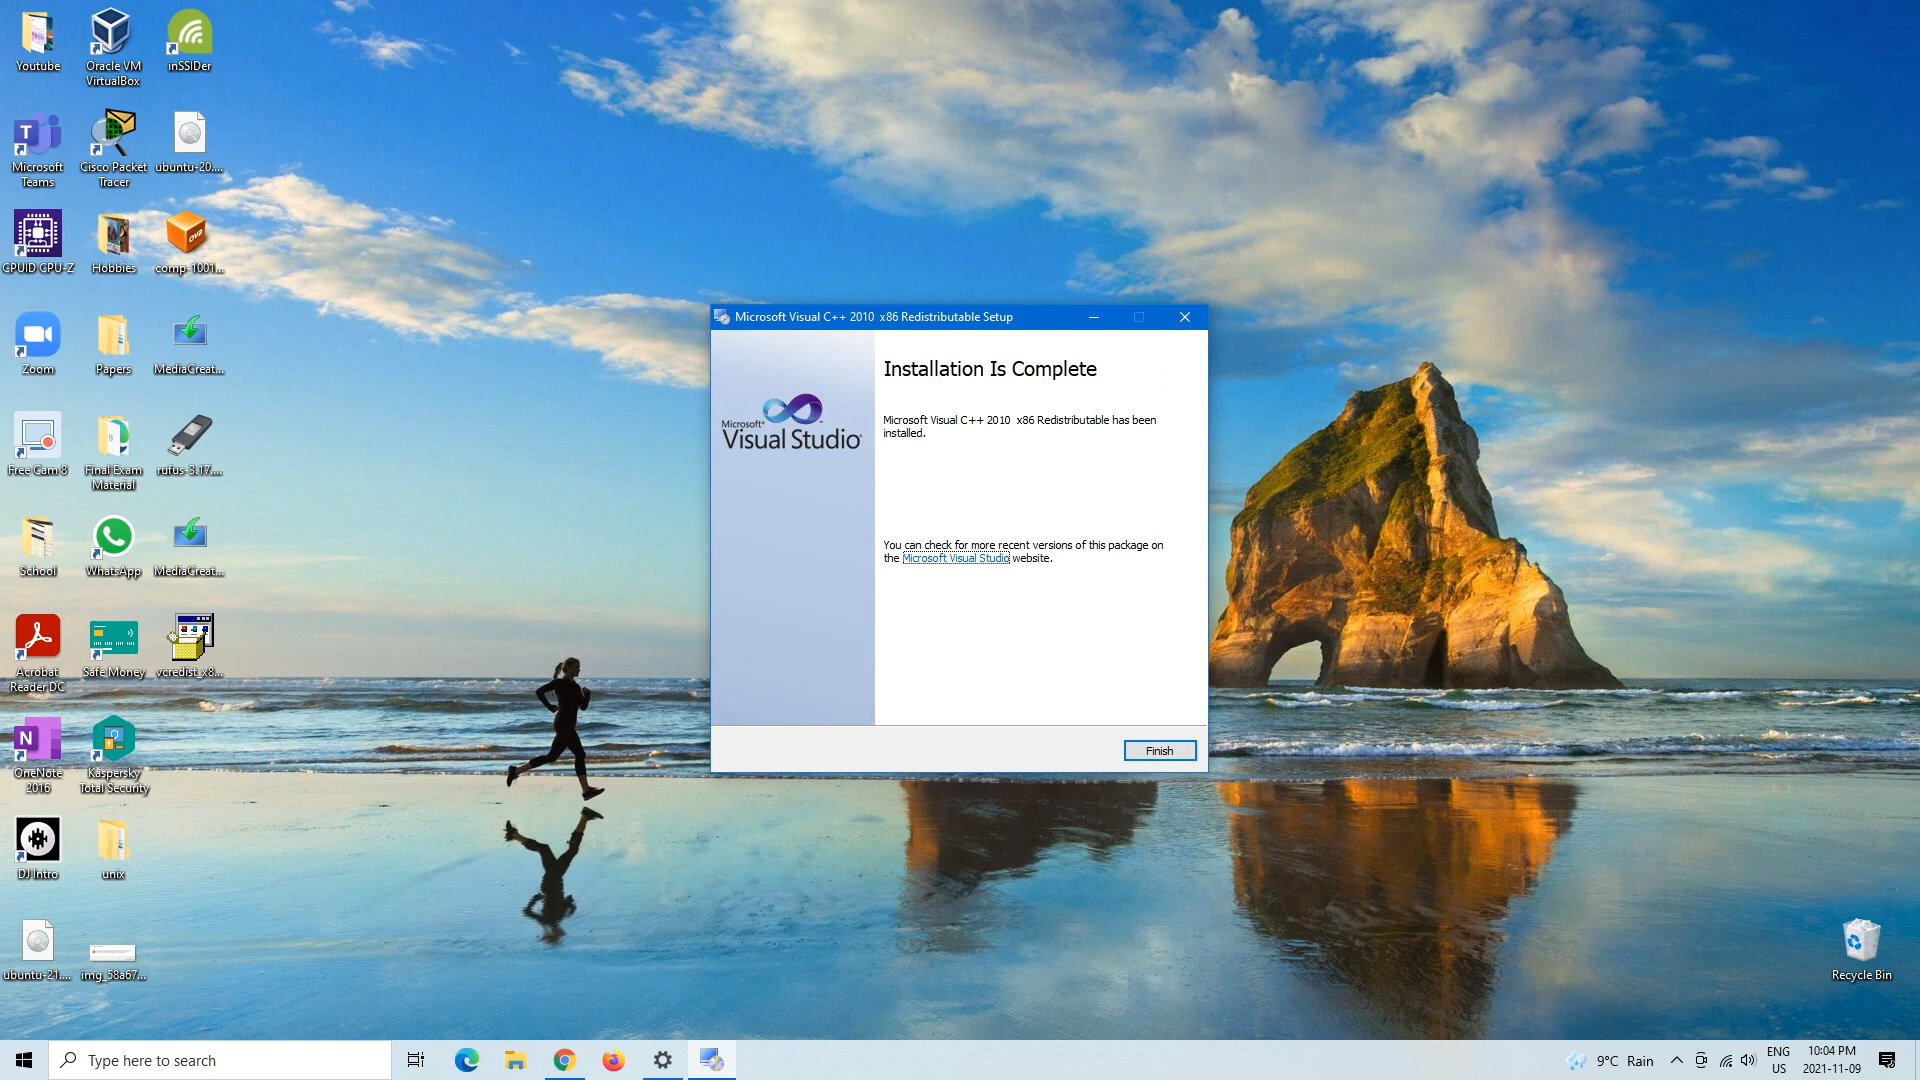 Youtube
Oracle VM
VirtualBox
inSSIDer
Microsoft
Teams
Cisco Packet
Tracer
ubuntu-20....
CPUID CPU-Z
Hobbies
ova
comp-1001...
Zoom
Papers
MediaCreat...
Free Cam 8
Final Exam
Material
rufus-3.17....
School
WhatsApp
MediaCreat...
Acrobat
Reader DC
Safe Money
vcredist_x8...
OneNote
2016
Kaspersky
Total Security
DJ Intro
unix
ubuntu-21....
img_58a67...
Microsoft Visual C++ 2010  x86 Redistributable Setup
Microsoft®
Visual Studio
Installation Is Complete
Microsoft Visual C++ 2010  x86 Redistributable has been
installed.
You can check for more recent versions of this package on
the Microsoft Visual Studio website.
Finish
Recycle Bin
Type here to search
9°C Rain
ENG
US
10:04 PM
2021-11-09